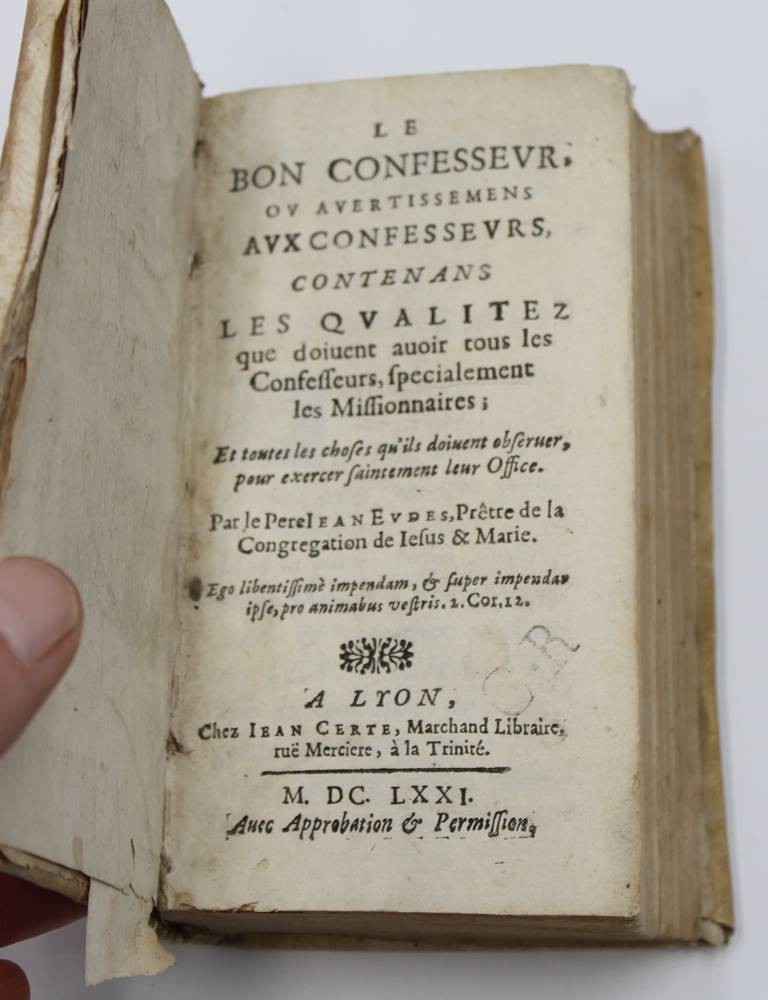 LE
BON CONFESSEVR,
OV AVERTISSEMENS
AVX CONFESSEVRS,
CONTENANS
LES QVALITEZ
que doiuent auoir tous les
Confeſſeurs, ſpecialement
les Miſſionnaires ;
Et toutes les choſes qu'ils doiuent obſeruer,
pour exercer ſaintement leur Office.
Par le Pere IEAN EVDES, Prêtre de la
Congregation de Ieſus & Marie.
Ego libentiſſimè impendam, & ſuper impendar
ipſe, pro animabus veſtris. 2. Cor. 12.
C.R
A LYON,
Chez IEAN CERTE, Marchand Libraire,
ruë Merciere, à la Trinité.
M. DC. LXXI.
Auec Approbation & Permiſſion,